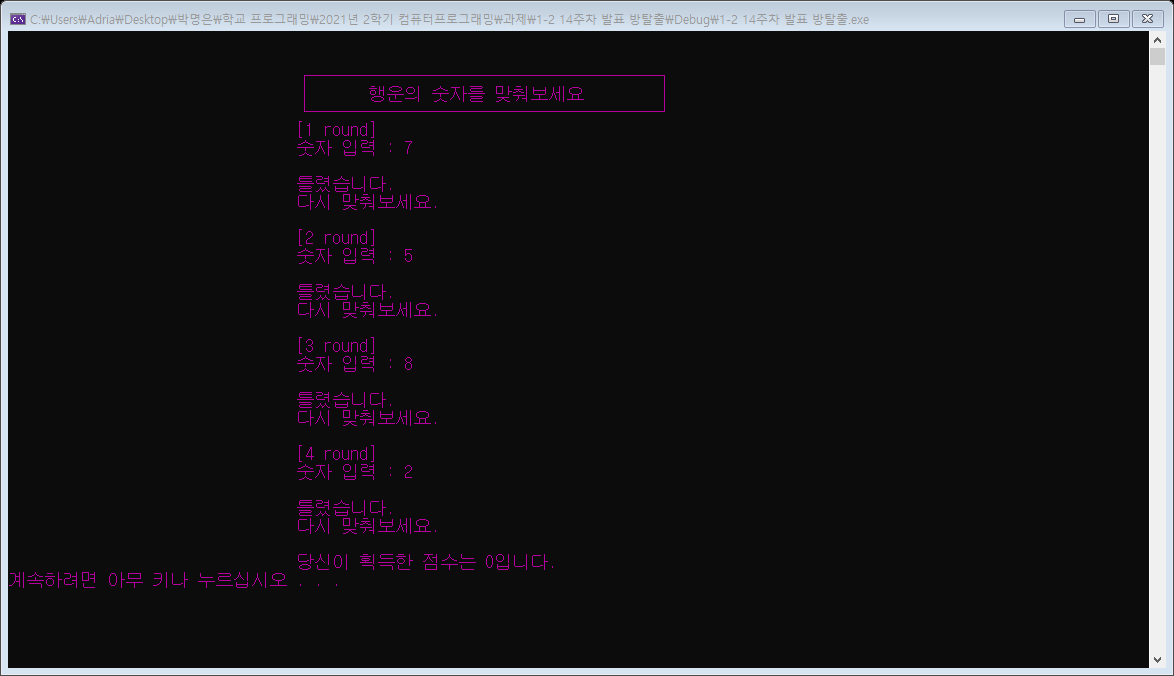 C:\Users\Adria\Desktop\박명은\학교 프로그래밍\2021년 2학기 컴퓨터프로그래밍\과제\1-2 14주차 발표 방탈출\Debug\1-2 14주차 발표 방탈출.exe
행운의 숫자를 맞춰보세요
[1 round]
숫자 입력 : 7
틀렸습니다.
다시 맞춰보세요.
[2 round]
숫자 입력 : 5
틀렸습니다.
다시 맞춰보세요.
[3 round]
숫자 입력 : 8
틀렸습니다.
다시 맞춰보세요.
[4 round]
숫자 입력 : 2
틀렸습니다.
다시 맞춰보세요.
당신이 획득한 점수는 0입니다.
계속하려면 아무 키나 누르십시오 . . .